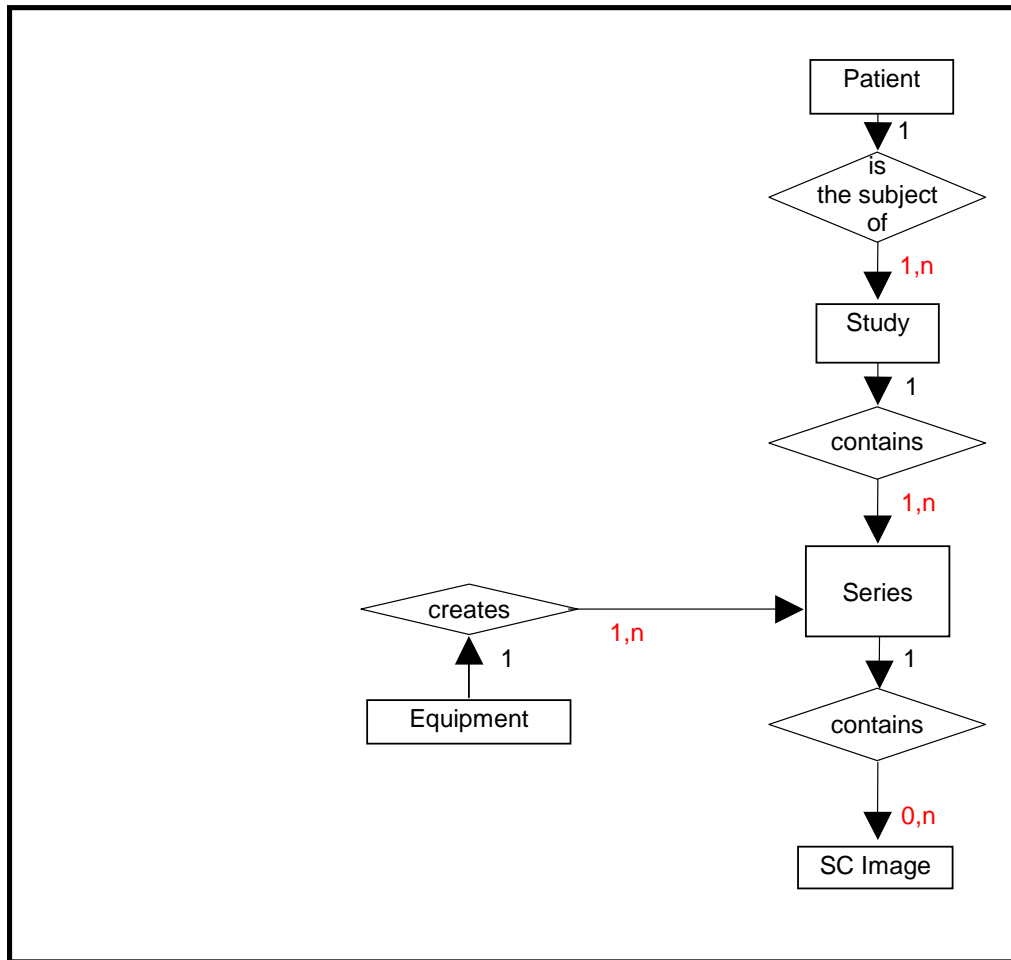 Patient
1
is
the subject
of
1,n
Study
1
contains
1,n
Series
creates
1,n
1
1
Equipment
contains
0,n
SC Image